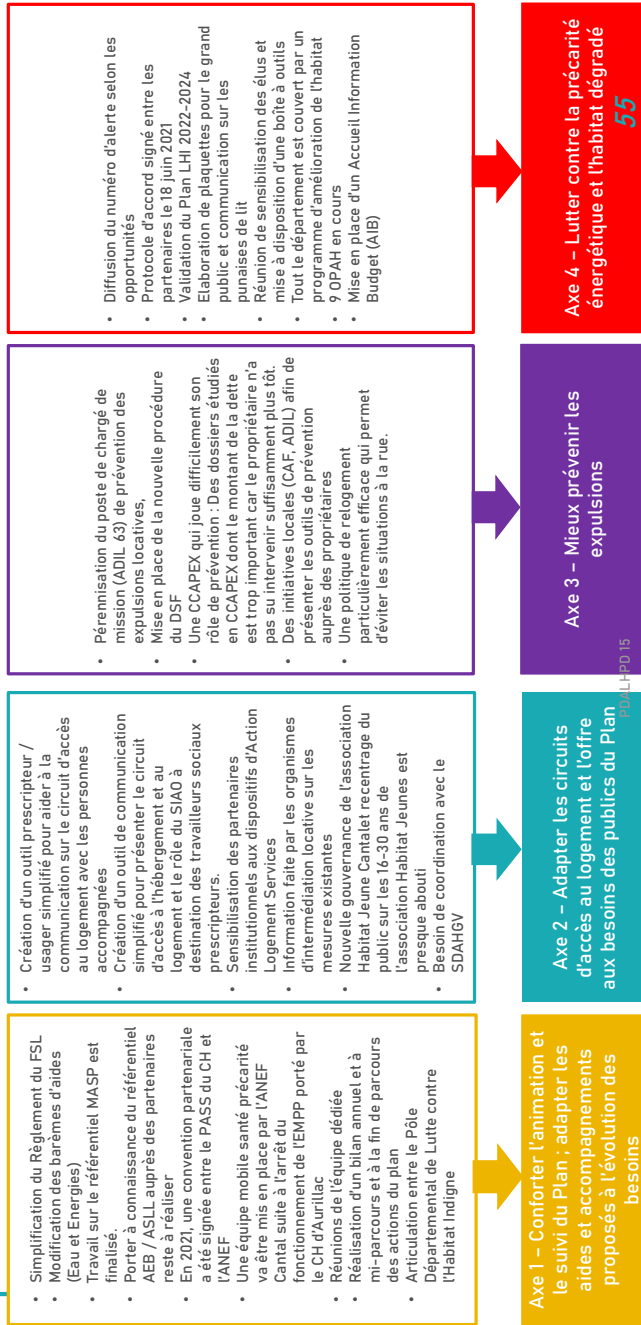 • Simplification du Règlement du FSL
• Modification des barèmes d'aides
(Eau et Energies)
• Travail sur le référentiel MASP est
finalisé.
• Porter à connaissance du référentiel
AEB / ASLL auprès des partenaires
reste à réaliser
• En 2021, une convention partenariale
a été signée entre le PASS du CH et
l'ANEF
• Une équipe mobile santé précarité
va être mis en place par l'ANEF
Cantal suite à l'arrêt du
fonctionnement de l'EMPP porté par
le CH d'Aurillac
• Réunions de l'équipe dédiée
• Réalisation d'un bilan annuel et à
mi-parcours et à la fin de parcours
des actions du plan
• Articulation entre le Pôle
Départemental de Lutte contre
l'Habitat Indigne
Axe 1 – Conforter l'animation et
le suivi du Plan ; adapter les
aides et accompagnements
proposés à l'évolution des
besoins
• Création d'un outil prescripteur /
usager simplifié pour aider à la
communication sur le circuit d'accès
au logement avec les personnes
accompagnées
• Création d'un outil de communication
simplifié pour présenter le circuit
d'accès à l'hébergement et au
logement et le rôle du SIAO à
destination des travailleurs sociaux
prescripteurs.
• Sensibilisation des partenaires
institutionnels aux dispositifs d'Action
Logement Services
• Information faite par les organismes
d'intermédiation locative sur les
mesures existantes
• Nouvelle gouvernance de l'association
Habitat Jeune Cantalet recentrage du
public sur les 16-30 ans de
l'association Habitat Jeunes est
presque abouti
• Besoin de coordination avec le
SDAHGV
Axe 2 – Adapter les circuits
d'accès au logement et l'offre
aux besoins des publics du Plan
• Pérennisation du poste de chargé de
mission (ADIL 63) de prévention des
expulsions locatives,
• Mise en place de la nouvelle procédure
du DSF
• Une CCAPEX qui joue difficilement son
rôle de prévention : Des dossiers étudiés
en CCAPEX dont le montant de la dette
est trop important car le propriétaire n'a
pas su intervenir suffisamment plus tôt.
• Des initiatives locales (CAF, ADIL) afin de
présenter les outils de prévention
auprès des propriétaires
• Une politique de relogement
particulièrement efficace qui permet
d'éviter les situations à la rue.
Axe 3 – Mieux prévenir les
expulsions
• Diffusion du numéro d'alerte selon les
opportunités
• Protocole d'accord signé entre les
partenaires le 18 juin 2021
• Validation du Plan LHI 2022-2024
• Elaboration de plaquettes pour le grand
public et communication sur les
punaises de lit
• Réunion de sensibilisation des élus et
mise à disposition d'une boîte à outils
• Tout le département est couvert par un
programme d'amélioration de l'habitat
• 9 OPAH en cours
• Mise en place d'un Accueil Information
Budget (AIB)
Axe 4 – Lutter contre la précarité
énergétique et l'habitat dégradé
PDALHPD 15
55